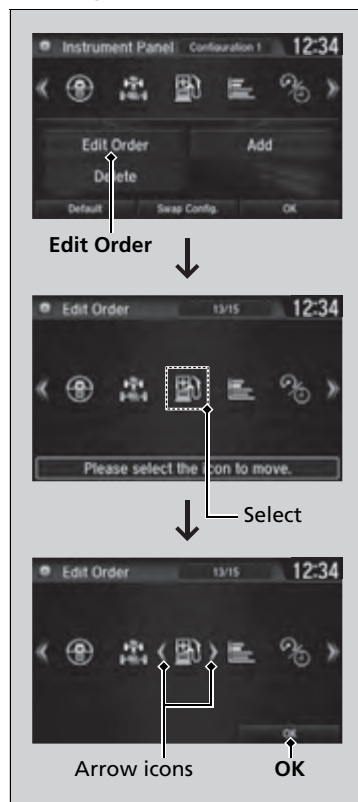 Instrument Panel Configuration 1 12:34
Edit Order Add
Delete
Default Swap Config. OK
Edit Order
Edit Order 13/15 12:34
Please select the icon to move.
Select
Edit Order 13/15 12:34
OK
Arrow icons OK